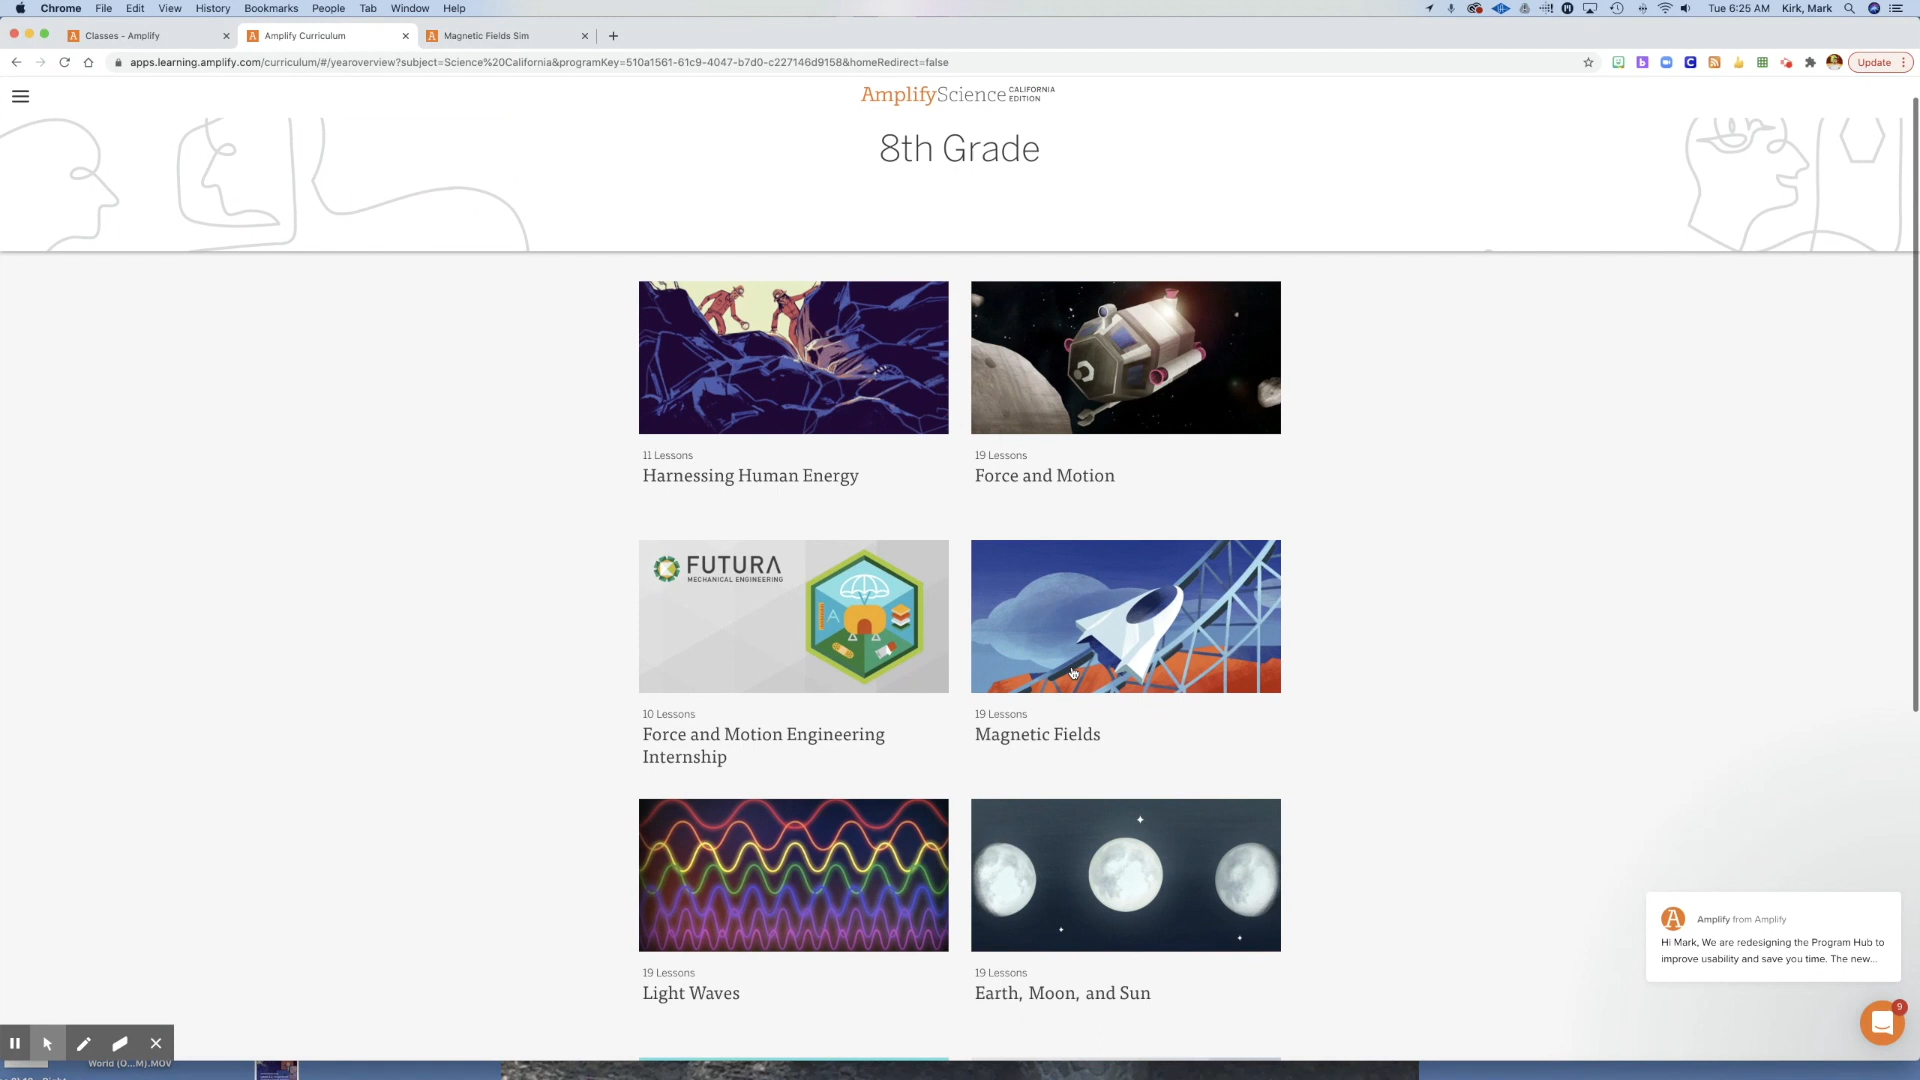 Chrome File Edit View History Bookmarks People Tab Window Help
Tue 6:25 AM Kirk, Mark
Classes - Amplify
Amplify Curriculum
Magnetic Fields Sim
apps.learning.amplify.com/curriculum/#/yearoverview?subject=Science%20California&programKey=510a1561-61c9-4047-b7d0-c227146d9158&homeRedirect=false
Update
AmplifyScience CALIFORNIA EDITION
8th Grade
11 Lessons
Harnessing Human Energy
19 Lessons
Force and Motion
FUTURA
MECHANICAL ENGINEERING
10 Lessons
Force and Motion Engineering
Internship
19 Lessons
Magnetic Fields
19 Lessons
Light Waves
19 Lessons
Earth, Moon, and Sun
Amplify from Amplify
Hi Mark, We are redesigning the Program Hub to
improve usability and save you time. The new...
9
World (O...M).MOV